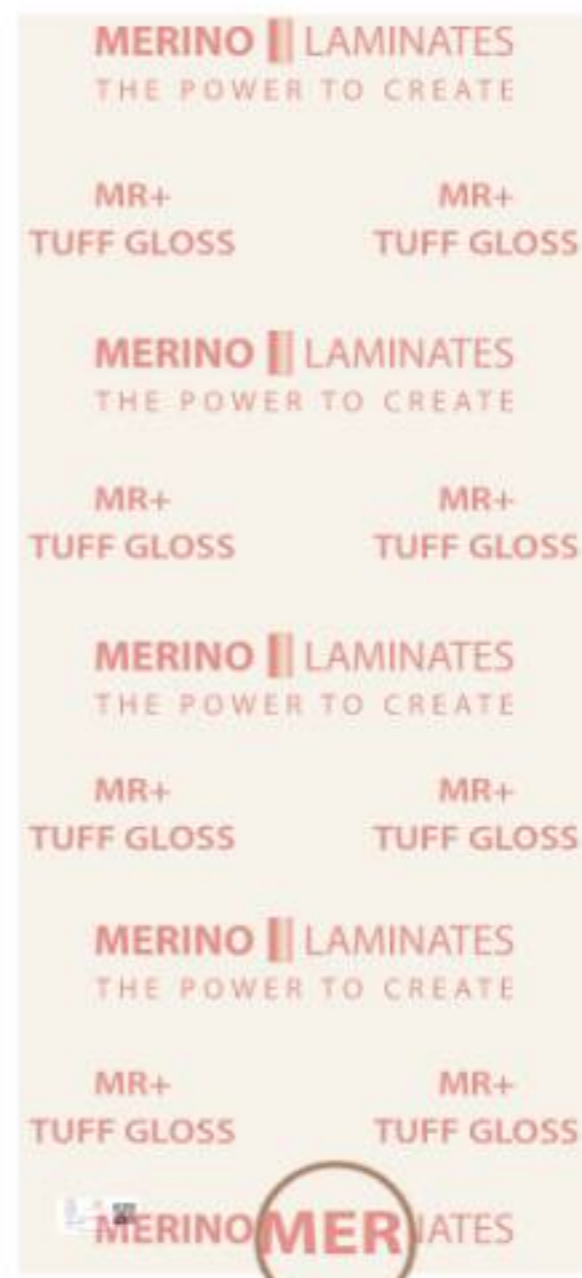 MERINO LAMINATES
THE POWER TO CREATE
MR+ MR+
TUFF GLOSS TUFF GLOSS
MERINO LAMINATES
THE POWER TO CREATE
MR+ MR+
TUFF GLOSS TUFF GLOSS
MERINO LAMINATES
THE POWER TO CREATE
MR+ MR+
TUFF GLOSS TUFF GLOSS
MERINO LAMINATES
THE POWER TO CREATE
MR+ MR+
TUFF GLOSS TUFF GLOSS
MERINO MER NATES